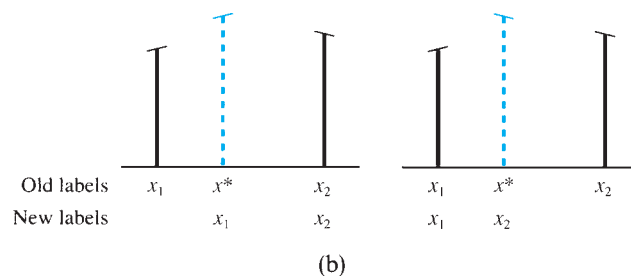 Old labels x₁ x* x₂ x₁ x* x₂
New labels x₁ x₂ x₁ x₂
(b)